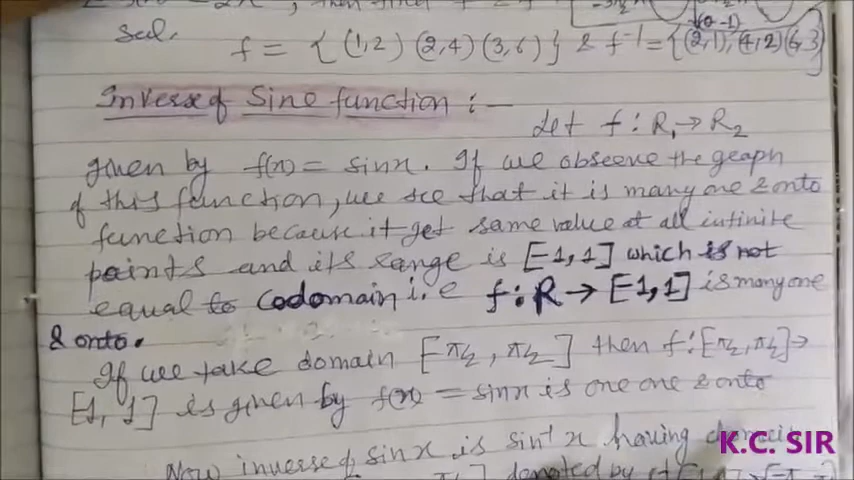 Sol.
f = { (1,2) (2,4) (3,6) } & f⁻¹ = {(2,1), (4,2) (6,3)}
Inverse of Sine function :—
Let f : R₁ → R₂
given by f(x) = sinx. If we observe the graph
of this function, we see that it is many one & onto
function because it get same value at all infinite
points and its range is [-1,1] which is not
equal to Codomain i.e f : R → [-1,1] is many one
& onto.
If we take domain [-π/2, π/2] then f:[-π/2, π/2] →
[-1, 1] is given by f(x) = sinx is one one & onto
Now inverse of sinx is sin⁻¹ x having domain
denoted by
K.C. SIR